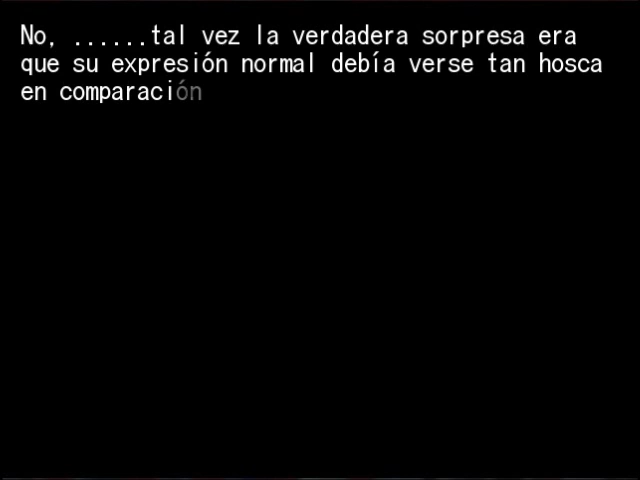 No, ......tal vez la verdadera sorpresa era
que su expresión normal debía verse tan hosca
en comparación